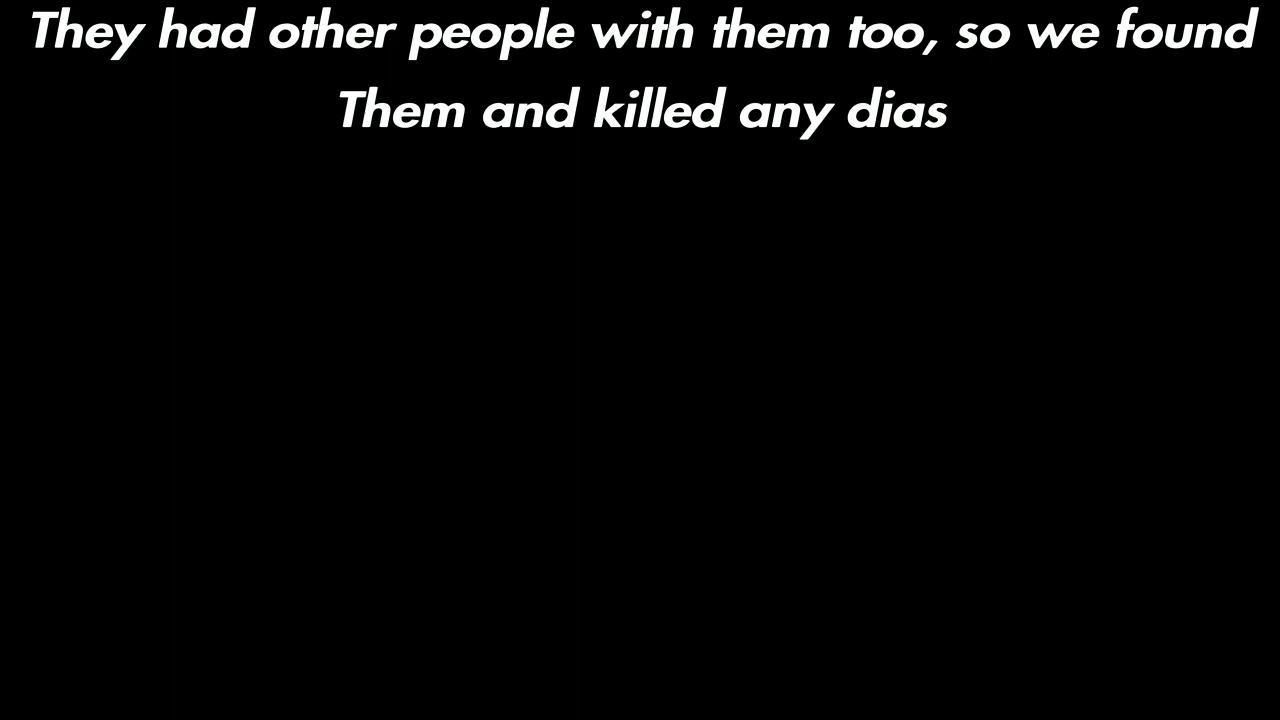 They had other people with them too, so we found
Them and killed any dias